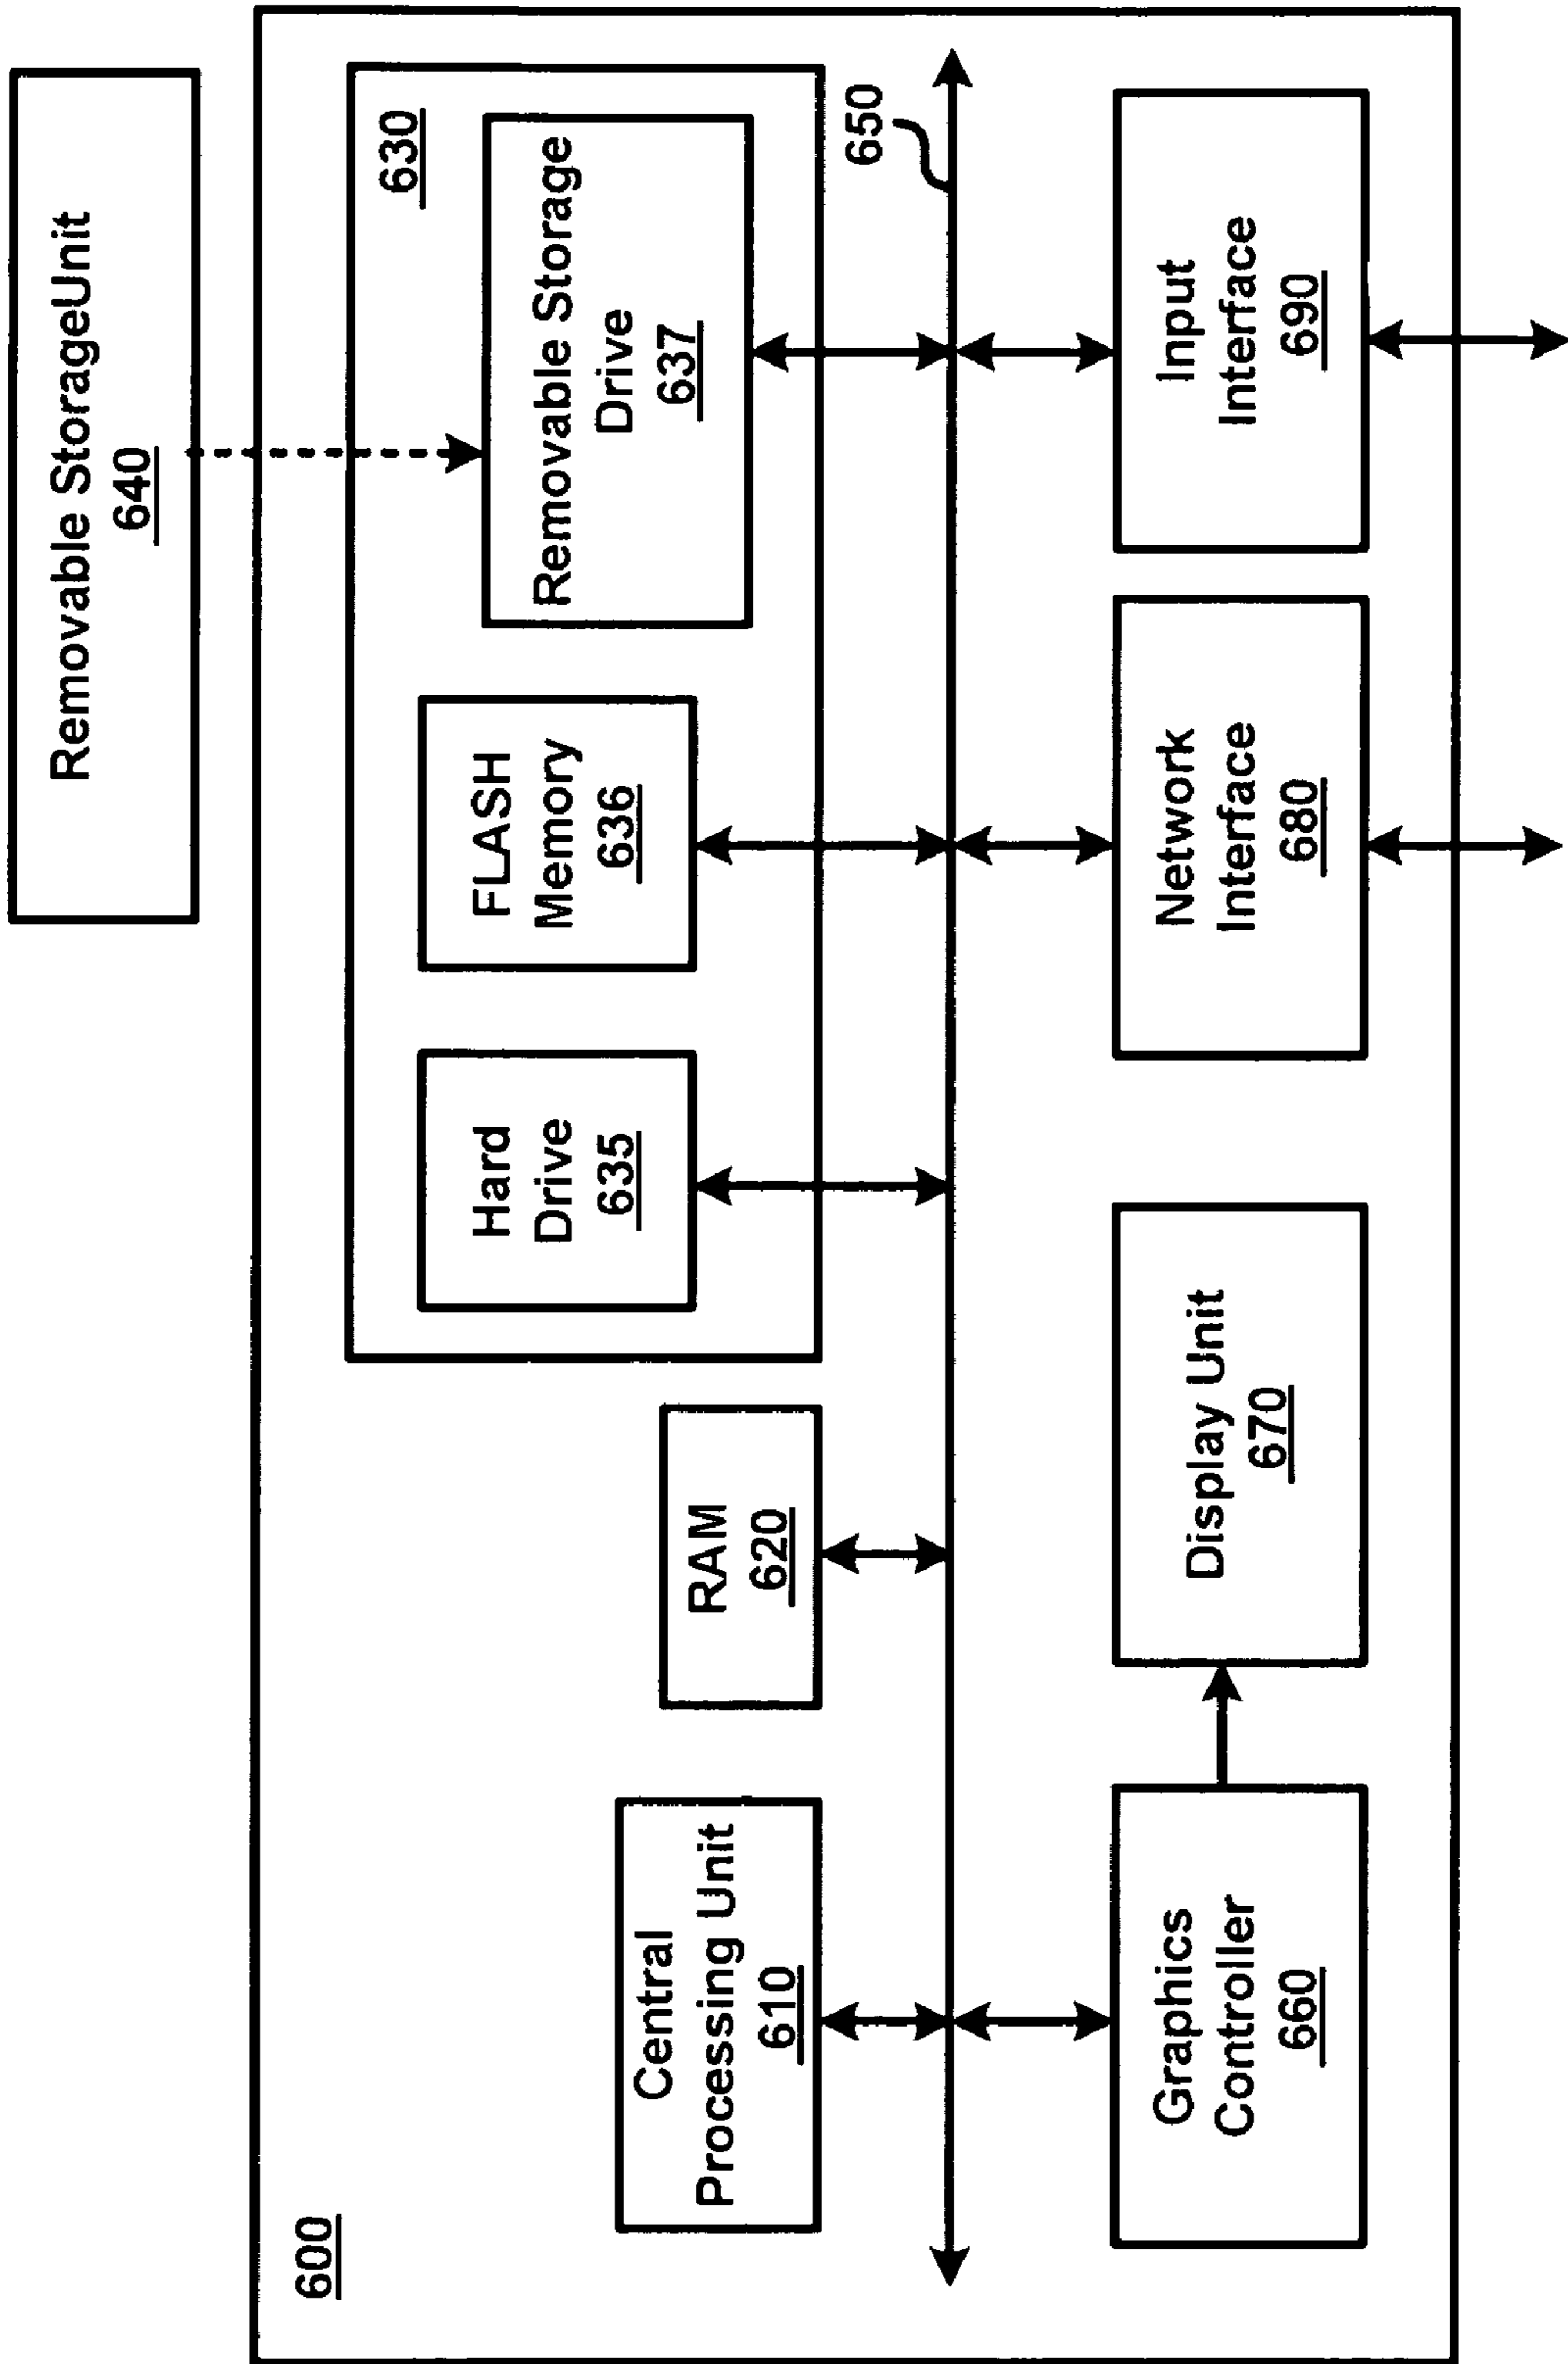 Removable StorageUnit
640
600
630
Hard
Drive
635
FLASH
Memory
636
Removable Storage
Drive
637
Central
Processing Unit
610
RAM
620
650
Graphics
Controller
660
Display Unit
670
Network
Interface
680
Input
Interface
690